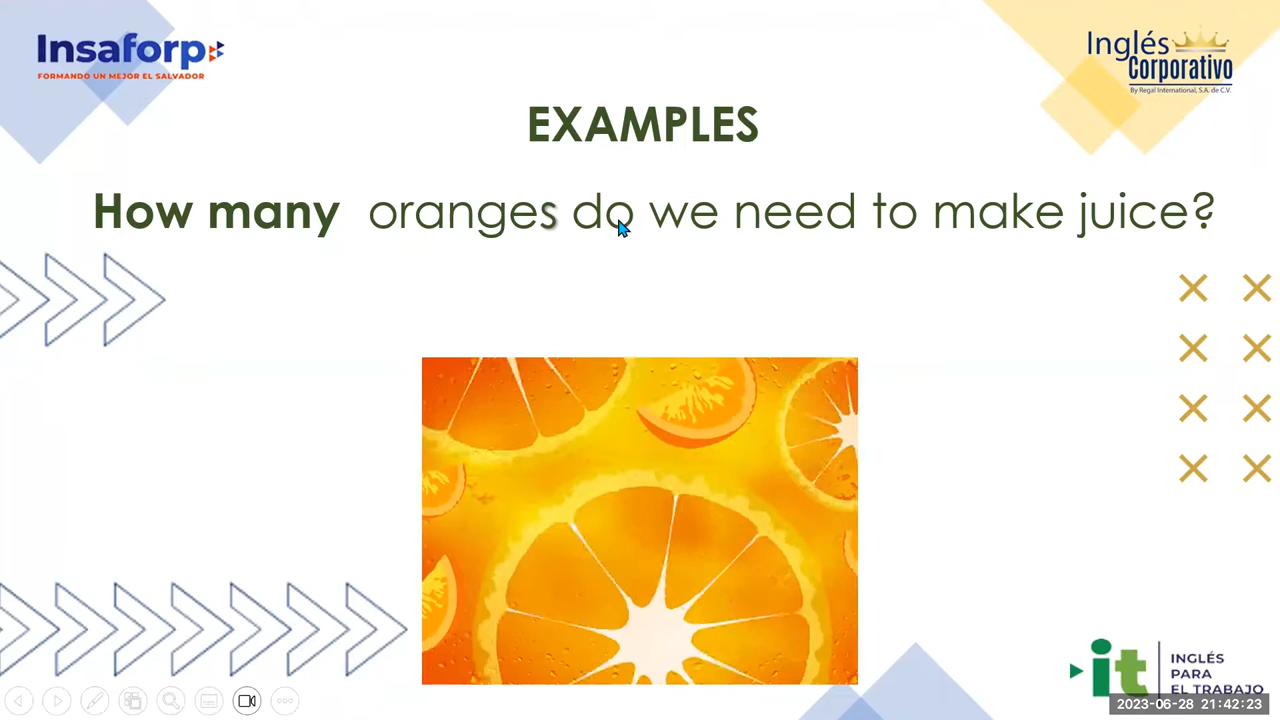 Insaforp
FORMANDO UN MEJOR EL SALVADOR
Inglés
Corporativo
By Regal International, S.A. de C.V.
EXAMPLES
How many oranges do we need to make juice?
it
INGLÉS
PARA
EL TRABAJO
2023-06-28 21:42:23